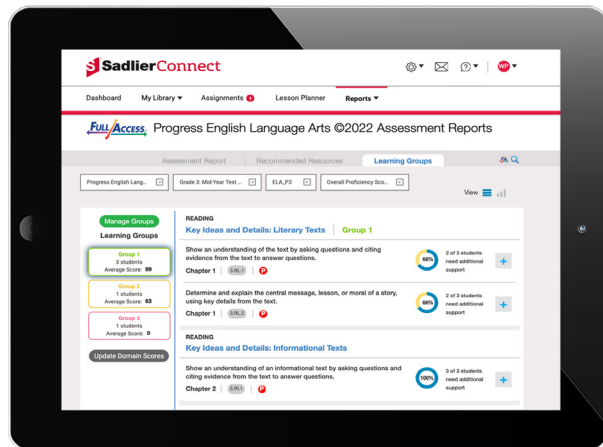 SadlierConnect
WP
Dashboard My Library Assignments 1 Lesson Planner Reports
FULL Access Progress English Language Arts ©2022 Assessment Reports
Assessment Report Recommended Resources Learning Groups
Progress English Lang... Grade 3: Mid-Year Test ... ELA_P3 Overall Proficiency Sco...
View
Manage Groups
Learning Groups
Group 1
3 students
Average Score: 89
Group 2
1 students
Average Score: 63
Group 3
1 students
Average Score: 0
Update Domain Scores
READING
Key Ideas and Details: Literary Texts Group 1
Show an understanding of the text by asking questions and citing
evidence from the text to answer questions.
Chapter 1 3.RL.1 P
66%
2 of 3 students
need additional
support
Determine and explain the central message, lesson, or moral of a story,
using key details from the text.
Chapter 1 3.RL.2 P
66%
2 of 3 students
need additional
support
READING
Key Ideas and Details: Informational Texts
Show an understanding of an informational text by asking questions and
citing evidence from the text to answer questions.
Chapter 2 3.RI.1 P
100%
3 of 3 students
need additional
support